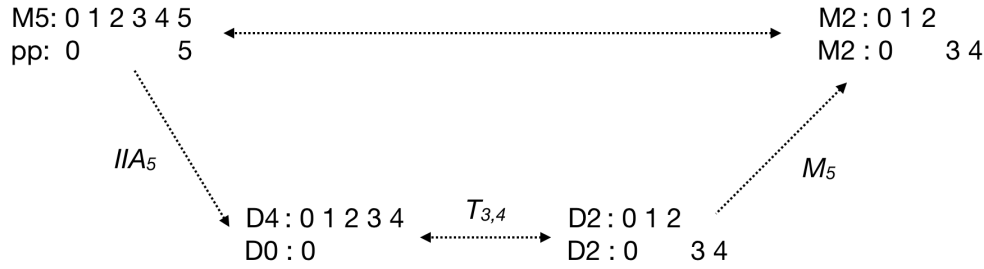 M5: 0 1 2 3 4 5
pp: 0 5
M2 : 0 1 2
M2 : 0 3 4
IIA5
M5
D4 : 0 1 2 3 4
D0 : 0
T3,4
D2 : 0 1 2
D2 : 0 3 4